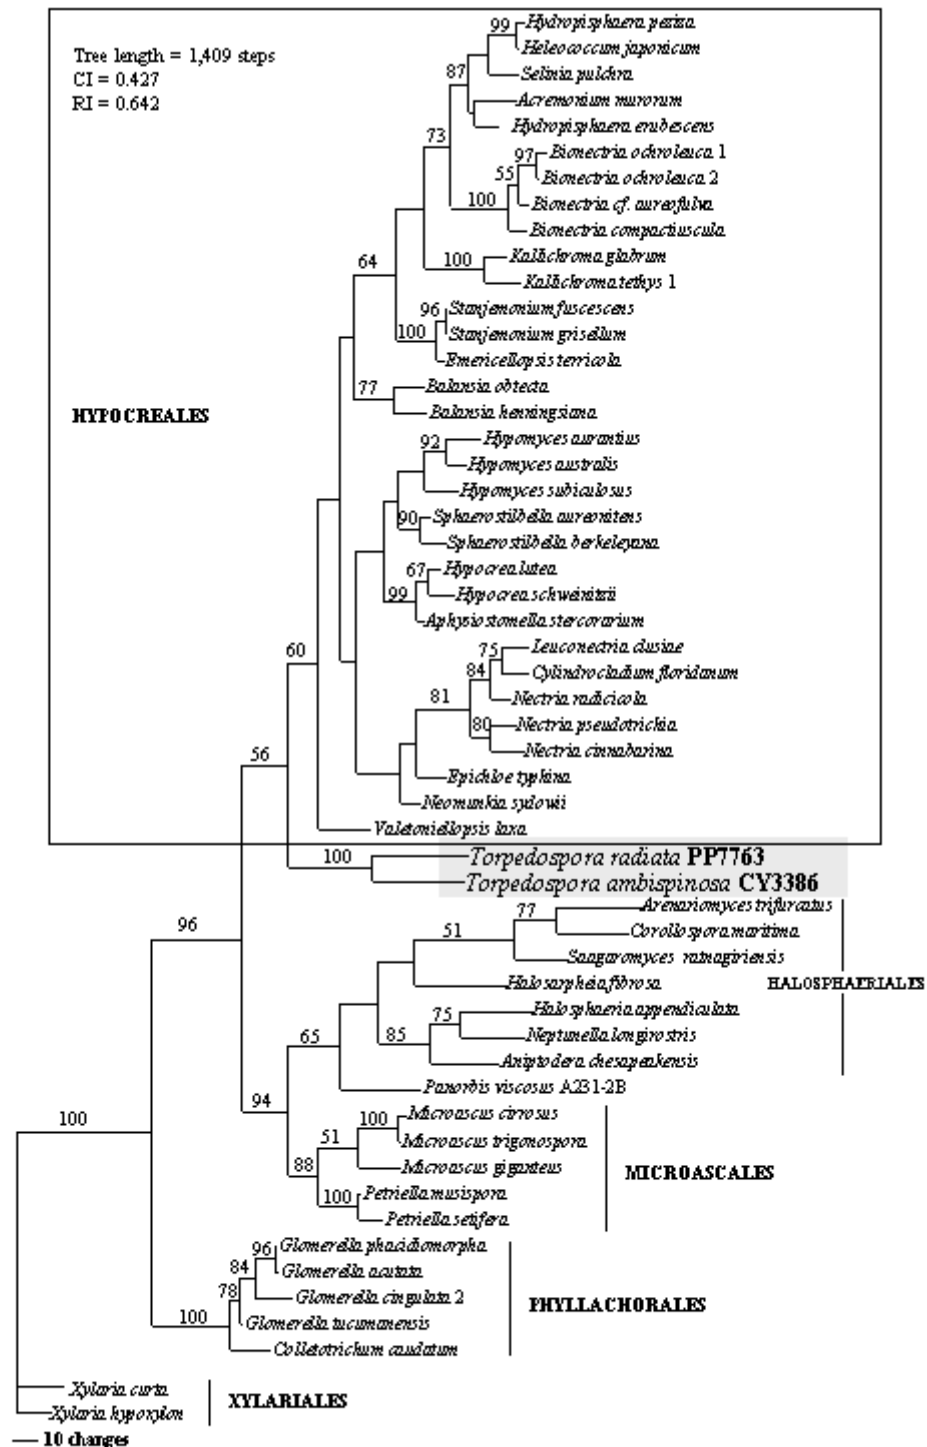 99
Hydropisphaera peziza
Heleococcum japonicum
Tree length = 1,409 steps
CI = 0.427
RI = 0.642
87
Selinia pulchra
Acremonium murorum
Hydropisphaera erubescens
73
97
Bionectria ochroleuca 1
55
Bionectria ochroleuca 2
100
Bionectria cf. aureofulva
Bionectria compactiuscula
64
100
Kallichroma glabrum
Kallichroma tethys 1
96
Stanjemonium fuscescens
100
Stanjemonium grisellum
Emericellopsis terricola
77
Balansia obtecta
Balansia henningsiana
HYPOCREALES
92
Hypomyces aurantius
Hypomyces australis
Hypomyces subiculosus
90
Sphaerostilbella aureonitens
Sphaerostilbella berkeleyana
67
Hypocrea lutea
99
Hypocrea schweinitzii
Aphysiostomella stercorarium
60
75
Leuconectria clusiae
84
Cylindrocladium floridanum
81
Nectria radicicola
80
Nectria pseudotrichia
Nectria cinnabarina
56
Epichloe typhina
Neomunkia sydowii
Valetoniellopsis laxa
100
Torpedospora radiata PP7763
Torpedospora ambispinosa CY3386
77
Arenariomyces trifurcatus
96
51
Corollospora maritima
Saagaromyces ratnagiriensis
Halosarpheia fibrosa
HALOSPHAERIALES
75
Halosphaeria appendiculata
65
85
Neptunella longirostris
Aniptodera chesapeakensis
94
Panorbis viscosus A231-2B
100
100
Microascus cirrosus
51
Microascus trigonospora
88
Microascus giganteus
MICROASCALES
100
Petriella musispora
Petriella setifera
96
Glomerella phacidiomorpha
84
Glomerella acutata
78
Glomerella cingulata 2
PHYLLACHORALES
100
Glomerella tucumanensis
Colletotrichum caudatum
Xylaria curta
XYLARIALES
Xylaria hypoxylon
10 changes